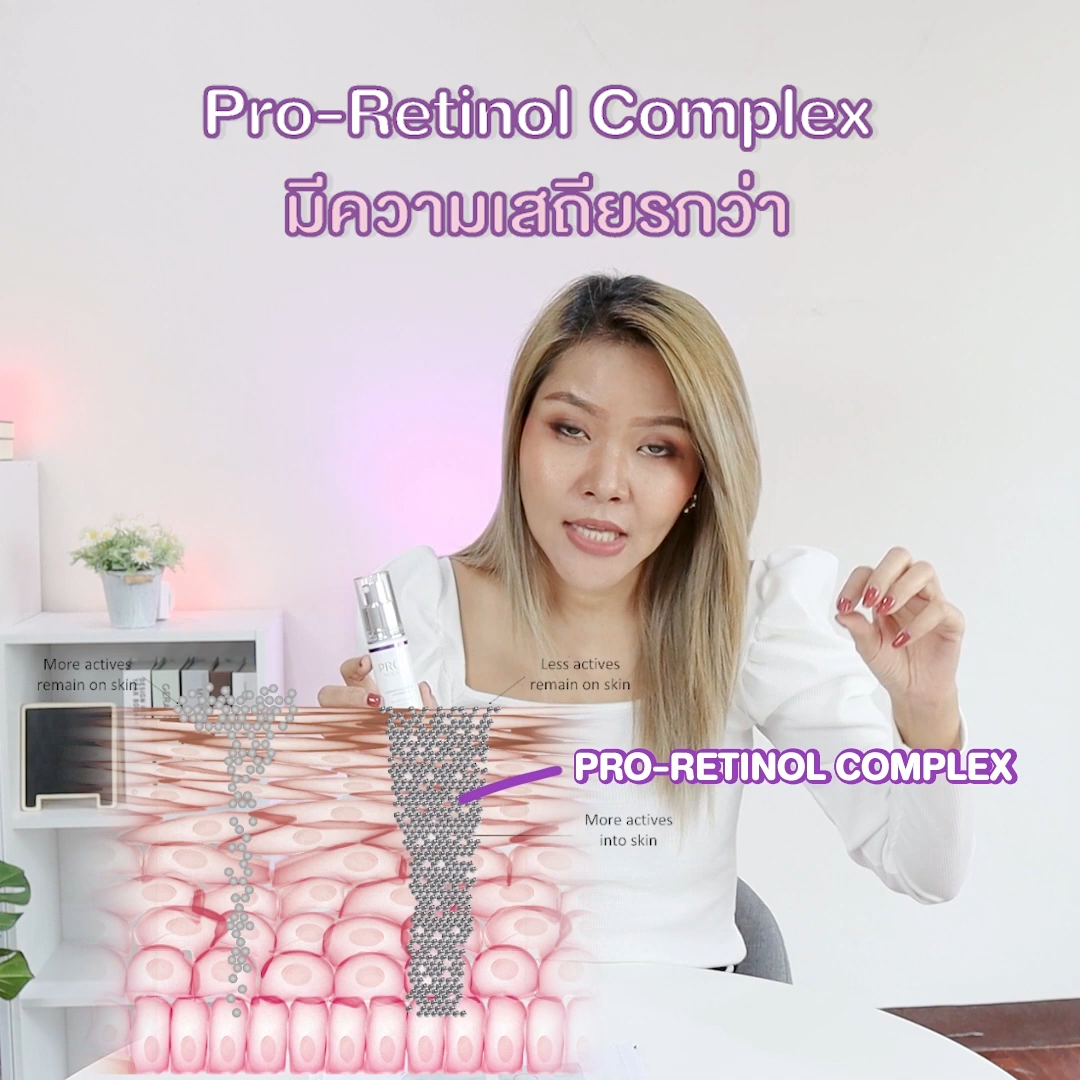 Pro-Retinol Complex
มีความเสถียรกว่า
More actives
remain on skin
Less actives
remain on skin
PRO
PRO-RETINOL COMPLEX
More actives
into skin